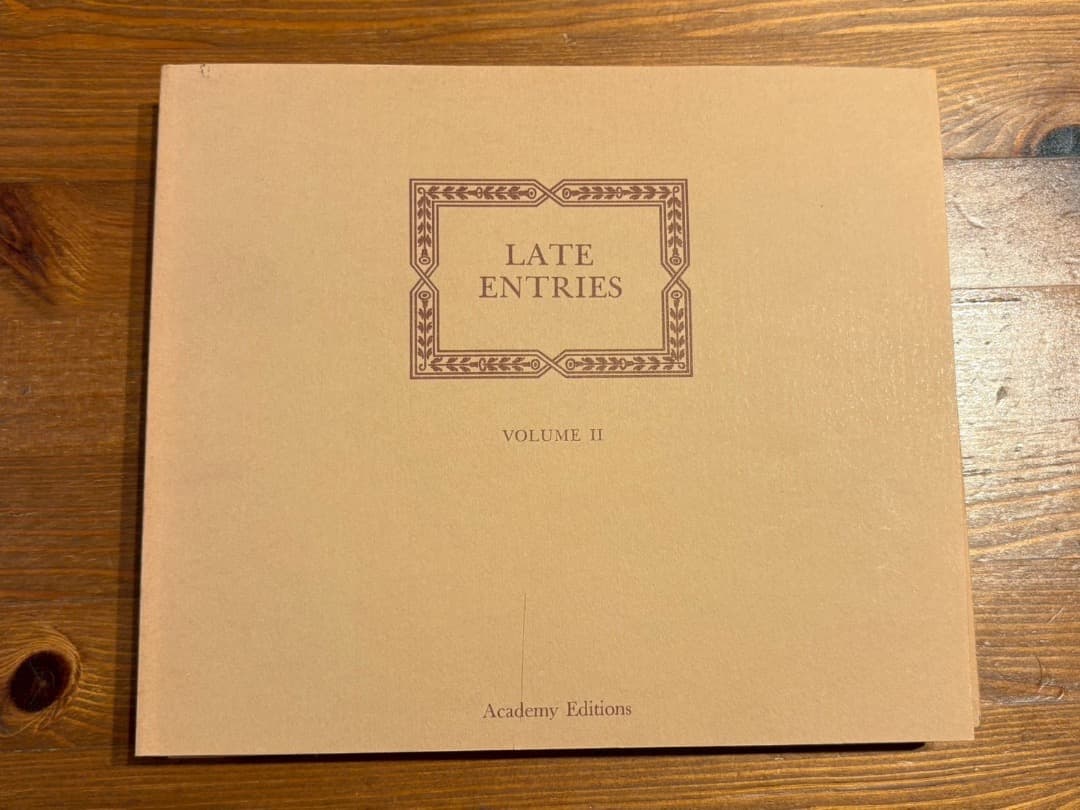 LATE
ENTRIES
VOLUME II
Academy Editions